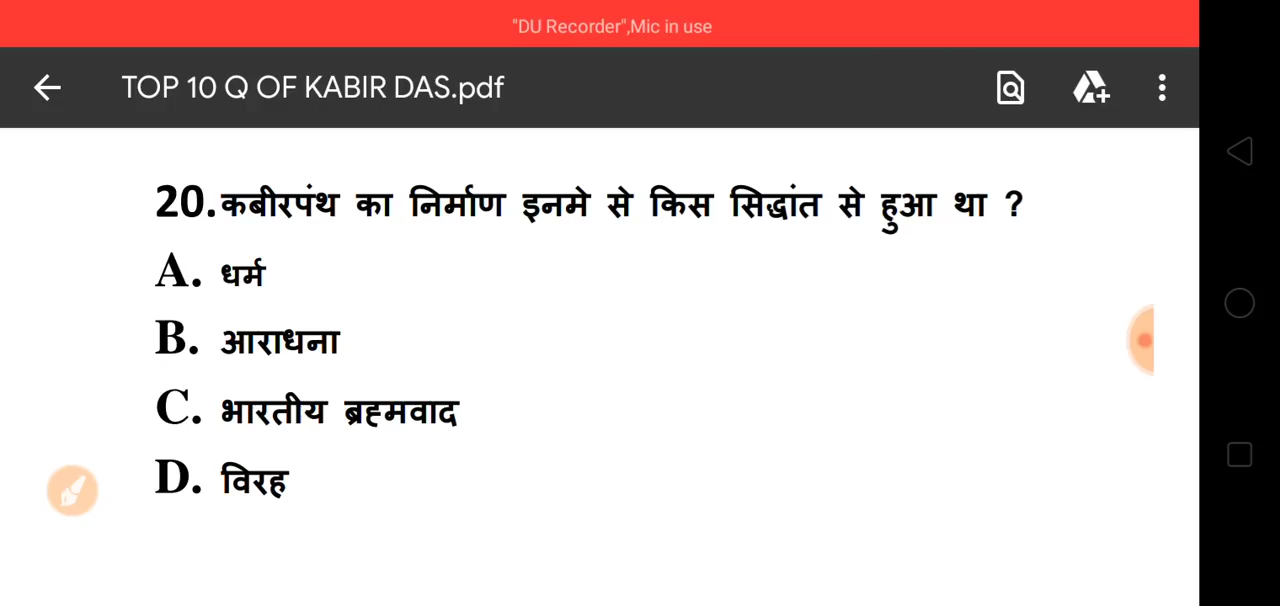 "DU Recorder",Mic in use
TOP 10 Q OF KABIR DAS.pdf
20.कबीरपंथ का निर्माण इनमे से किस सिद्धांत से हुआ था ?
A. धर्म
B. आराधना
C. भारतीय ब्रह्मवाद
D. विरह